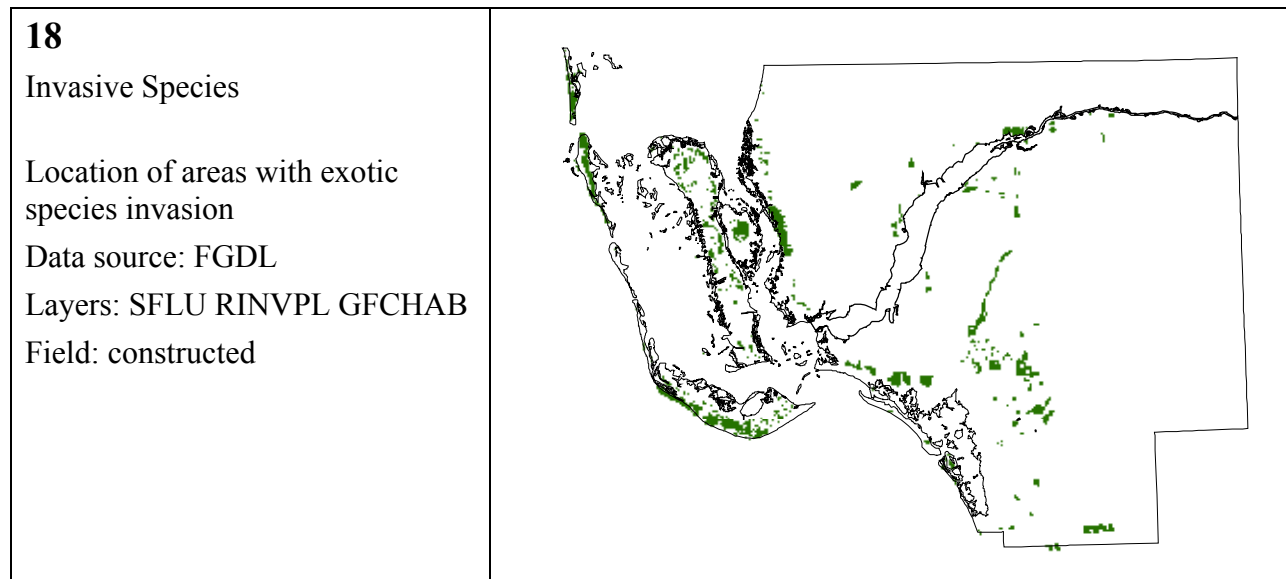 18
Invasive Species
Location of areas with exotic
species invasion
Data source: FGDL
Layers: SFLU RINVPL GFCHAB
Field: constructed